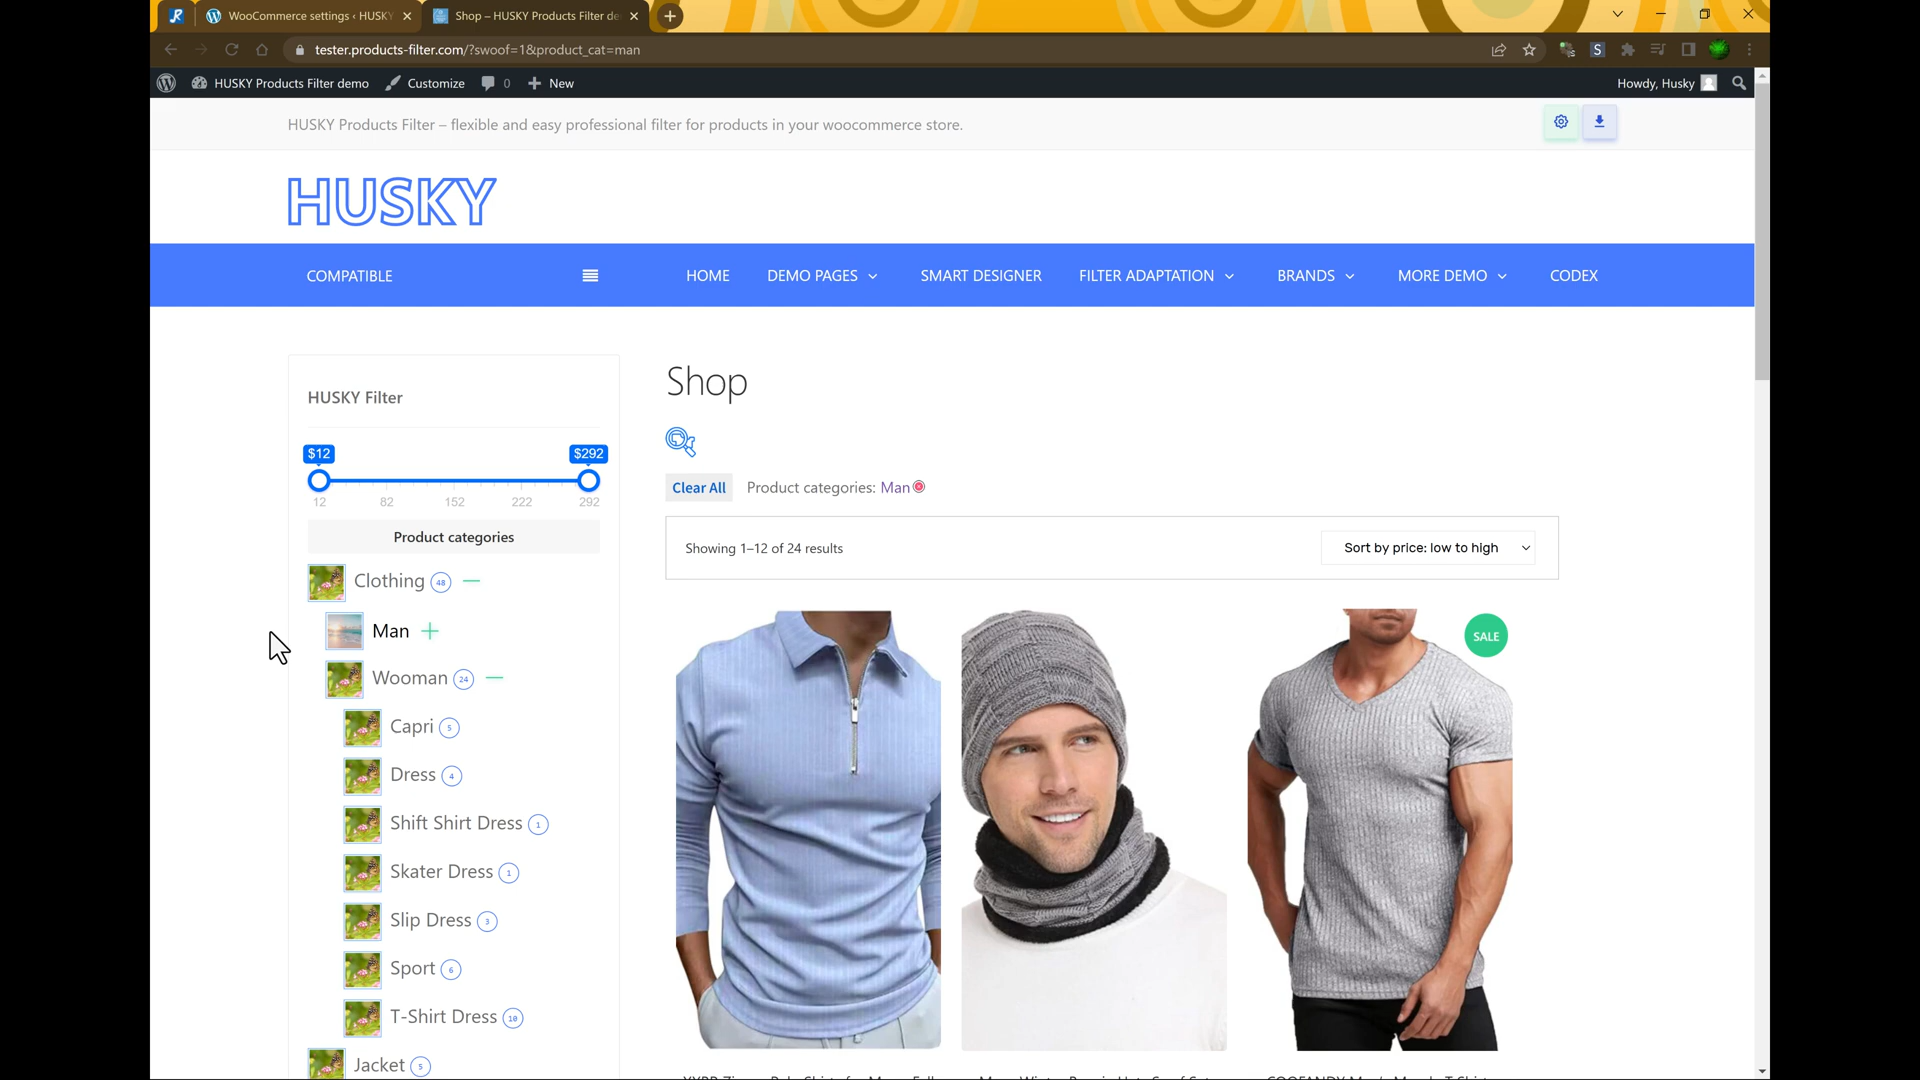 WooCommerce settings ‹ HUSKY
Shop – HUSKY Products Filter de
tester.products-filter.com/?swoof=1&product_cat=man
HUSKY Products Filter demo
Customize
0
New
Howdy, Husky
HUSKY Products Filter – flexible and easy professional filter for products in your woocommerce store.
HUSKY
COMPATIBLE
HOME
DEMO PAGES
SMART DESIGNER
FILTER ADAPTATION
BRANDS
MORE DEMO
CODEX
HUSKY Filter
$12
$292
12
82
152
222
292
Product categories
Clothing 48
Man
Wooman 24
Capri 5
Dress 4
Shift Shirt Dress 1
Skater Dress 1
Slip Dress 3
Sport 6
T-Shirt Dress 10
Jacket 5
Shop
Clear All
Product categories: Man
Showing 1–12 of 24 results
Sort by price: low to high
SALE